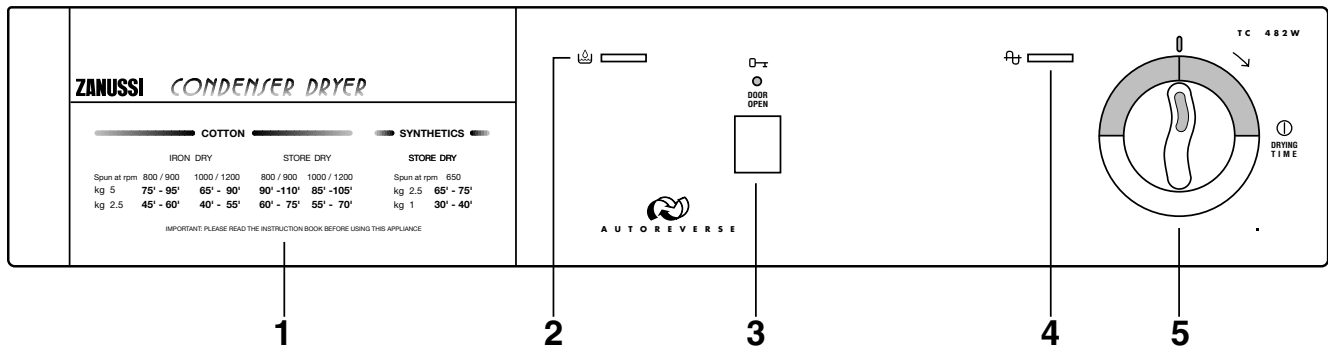 TC 482W
ZANUSSI CONDENSER DRYER
DOOR
OPEN
COTTON SYNTHETICS
DRYING
TIME
IRON DRY STORE DRY STORE DRY
Spun at rpm 800 / 900 1000 / 1200 800 / 900 1000 / 1200 Spun at rpm 650
kg 5 75' - 95' 65' - 90' 90' -110' 85' -105' kg 2.5 65' - 75'
kg 2.5 45' - 60' 40' - 55' 60' - 75' 55' - 70' kg 1 30' - 40'
AUTOREVERSE
IMPORTANT: PLEASE READ THE INSTRUCTION BOOK BEFORE USING THIS APPLIANCE
1 2 3 4 5